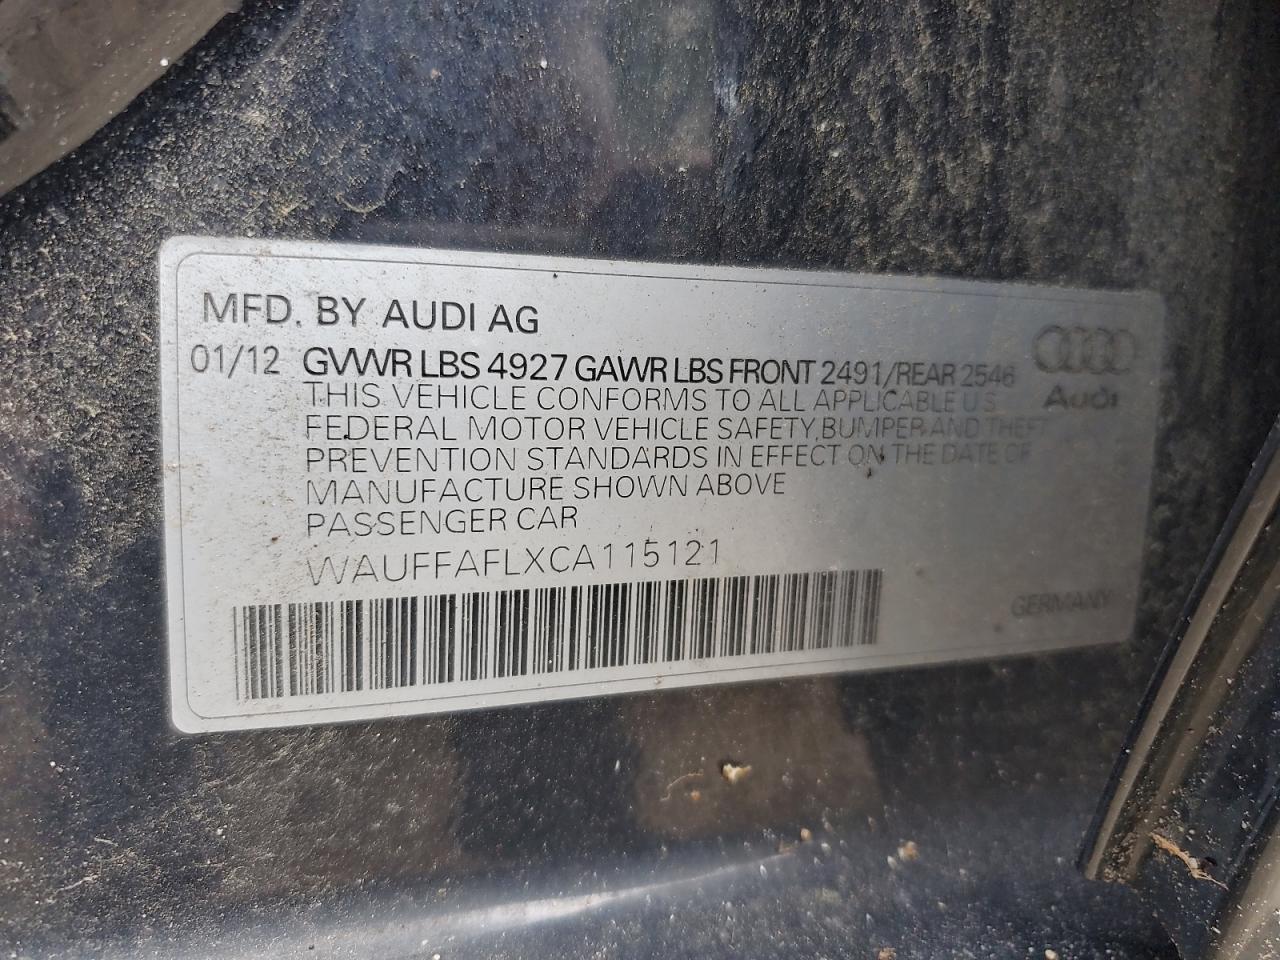 MFD. BY AUDI AG
01/12 GVWR LBS 4927 GAWR LBS FRONT 2491/REAR 2546
Audi
THIS VEHICLE CONFORMS TO ALL APPLICABLE U.S.
FEDERAL MOTOR VEHICLE SAFETY, BUMPER AND THEFT
PREVENTION STANDARDS IN EFFECT ON THE DATE OF
MANUFACTURE SHOWN ABOVE
PASSENGER CAR
WAUFFAFLXCA115121
GERMANY